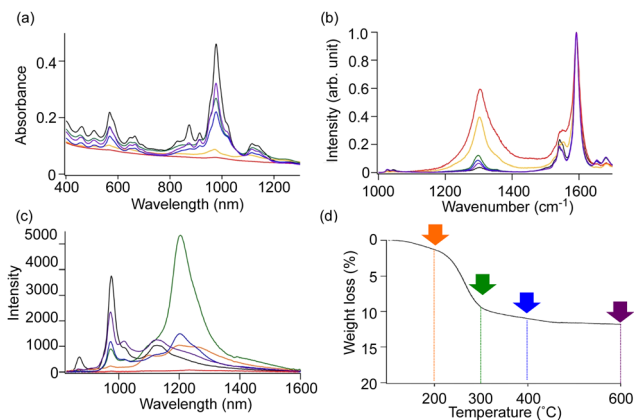 (a)
Absorbance
0.4
0.2
0
400 600 800 1000 1200
Wavelength (nm)
(b)
Intensity (arb. unit)
1.0
0.8
0.6
0.4
0.2
0
1000 1200 1400 1600
Wavenumber (cm⁻¹)
(c)
Intensity
5000
4000
3000
2000
1000
0
1000 1200 1400 1600
Wavelength (nm)
(d)
Weight loss (%)
0
5
10
15
20
200 300 400 600
Temperature (˚C)